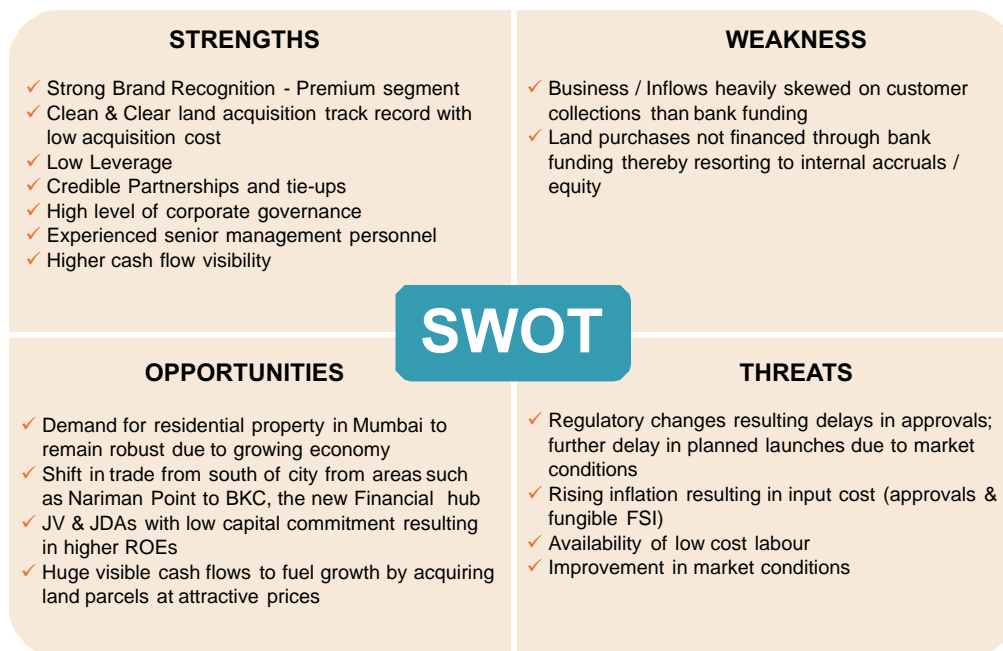 STRENGTHS
✓ Strong Brand Recognition - Premium segment
✓ Clean & Clear land acquisition track record with
low acquisition cost
✓ Low Leverage
✓ Credible Partnerships and tie-ups
✓ High level of corporate governance
✓ Experienced senior management personnel
✓ Higher cash flow visibility
WEAKNESS
✓ Business / Inflows heavily skewed on customer
collections than bank funding
✓ Land purchases not financed through bank
funding thereby resorting to internal accruals /
equity
SWOT
OPPORTUNITIES
✓ Demand for residential property in Mumbai to
remain robust due to growing economy
✓ Shift in trade from south of city from areas such
as Nariman Point to BKC, the new Financial hub
✓ JV & JDAs with low capital commitment resulting
in higher ROEs
✓ Huge visible cash flows to fuel growth by acquiring
land parcels at attractive prices
THREATS
✓ Regulatory changes resulting delays in approvals;
further delay in planned launches due to market
conditions
✓ Rising inflation resulting in input cost (approvals &
fungible FSI)
✓ Availability of low cost labour
✓ Improvement in market conditions